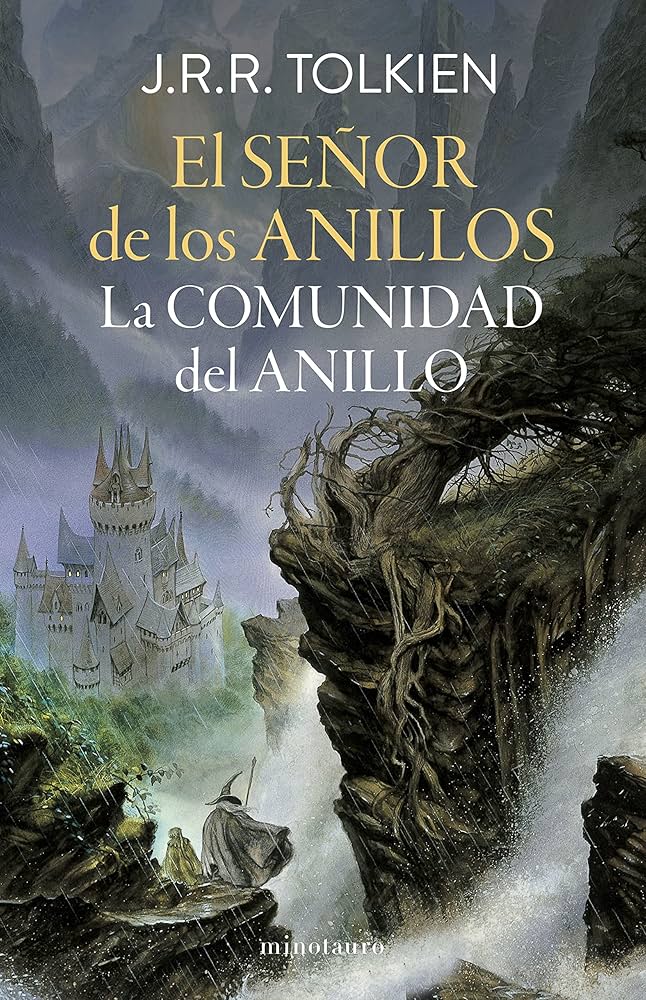 J.R.R. TOLKIEN
El SEÑOR
de los ANILLOS
La COMUNIDAD
del ANILLO
minotauro